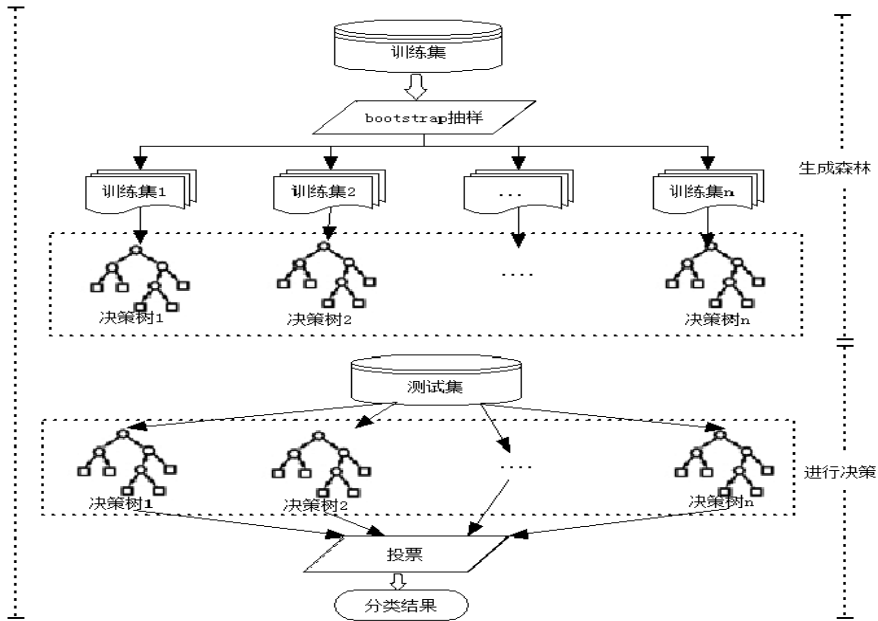 训练集
bootstrap抽样
生成森林
训练集1
训练集2
...
训练集n
....
决策树1
决策树2
决策树n
测试集
....
进行决策
决策树1
决策树2
决策树n
投票
分类结果